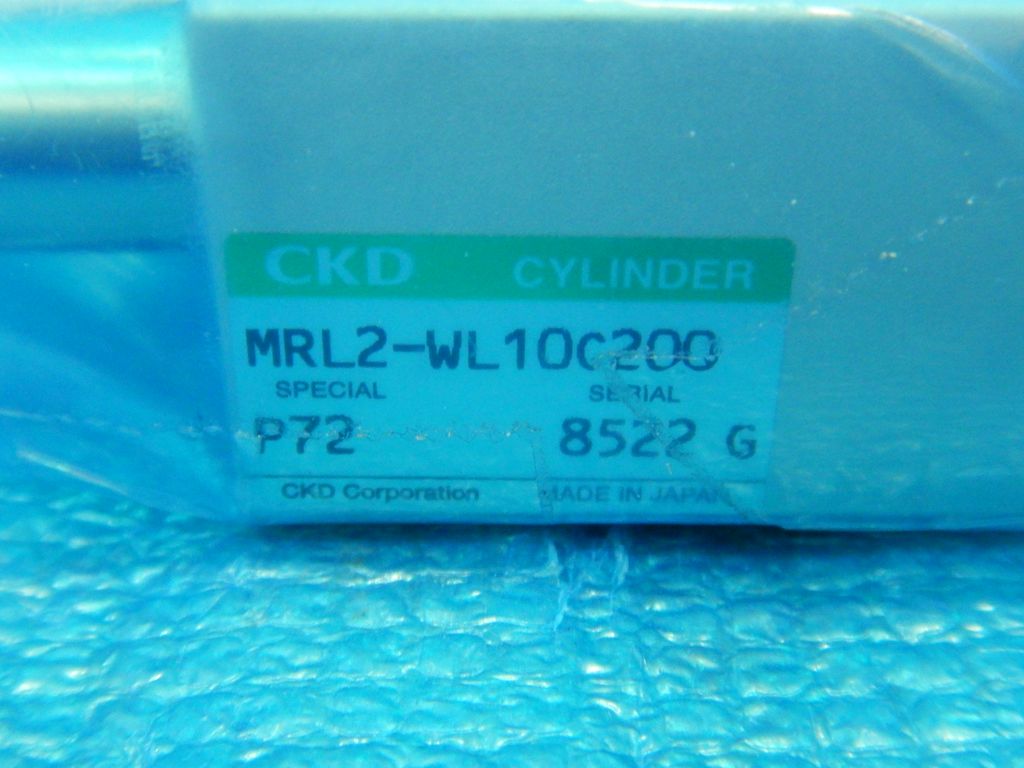 CKD CYLINDER
MRL2-WL10C200
SPECIAL SERIAL
P72 8522 G
CKD Corporation MADE IN JAPAN